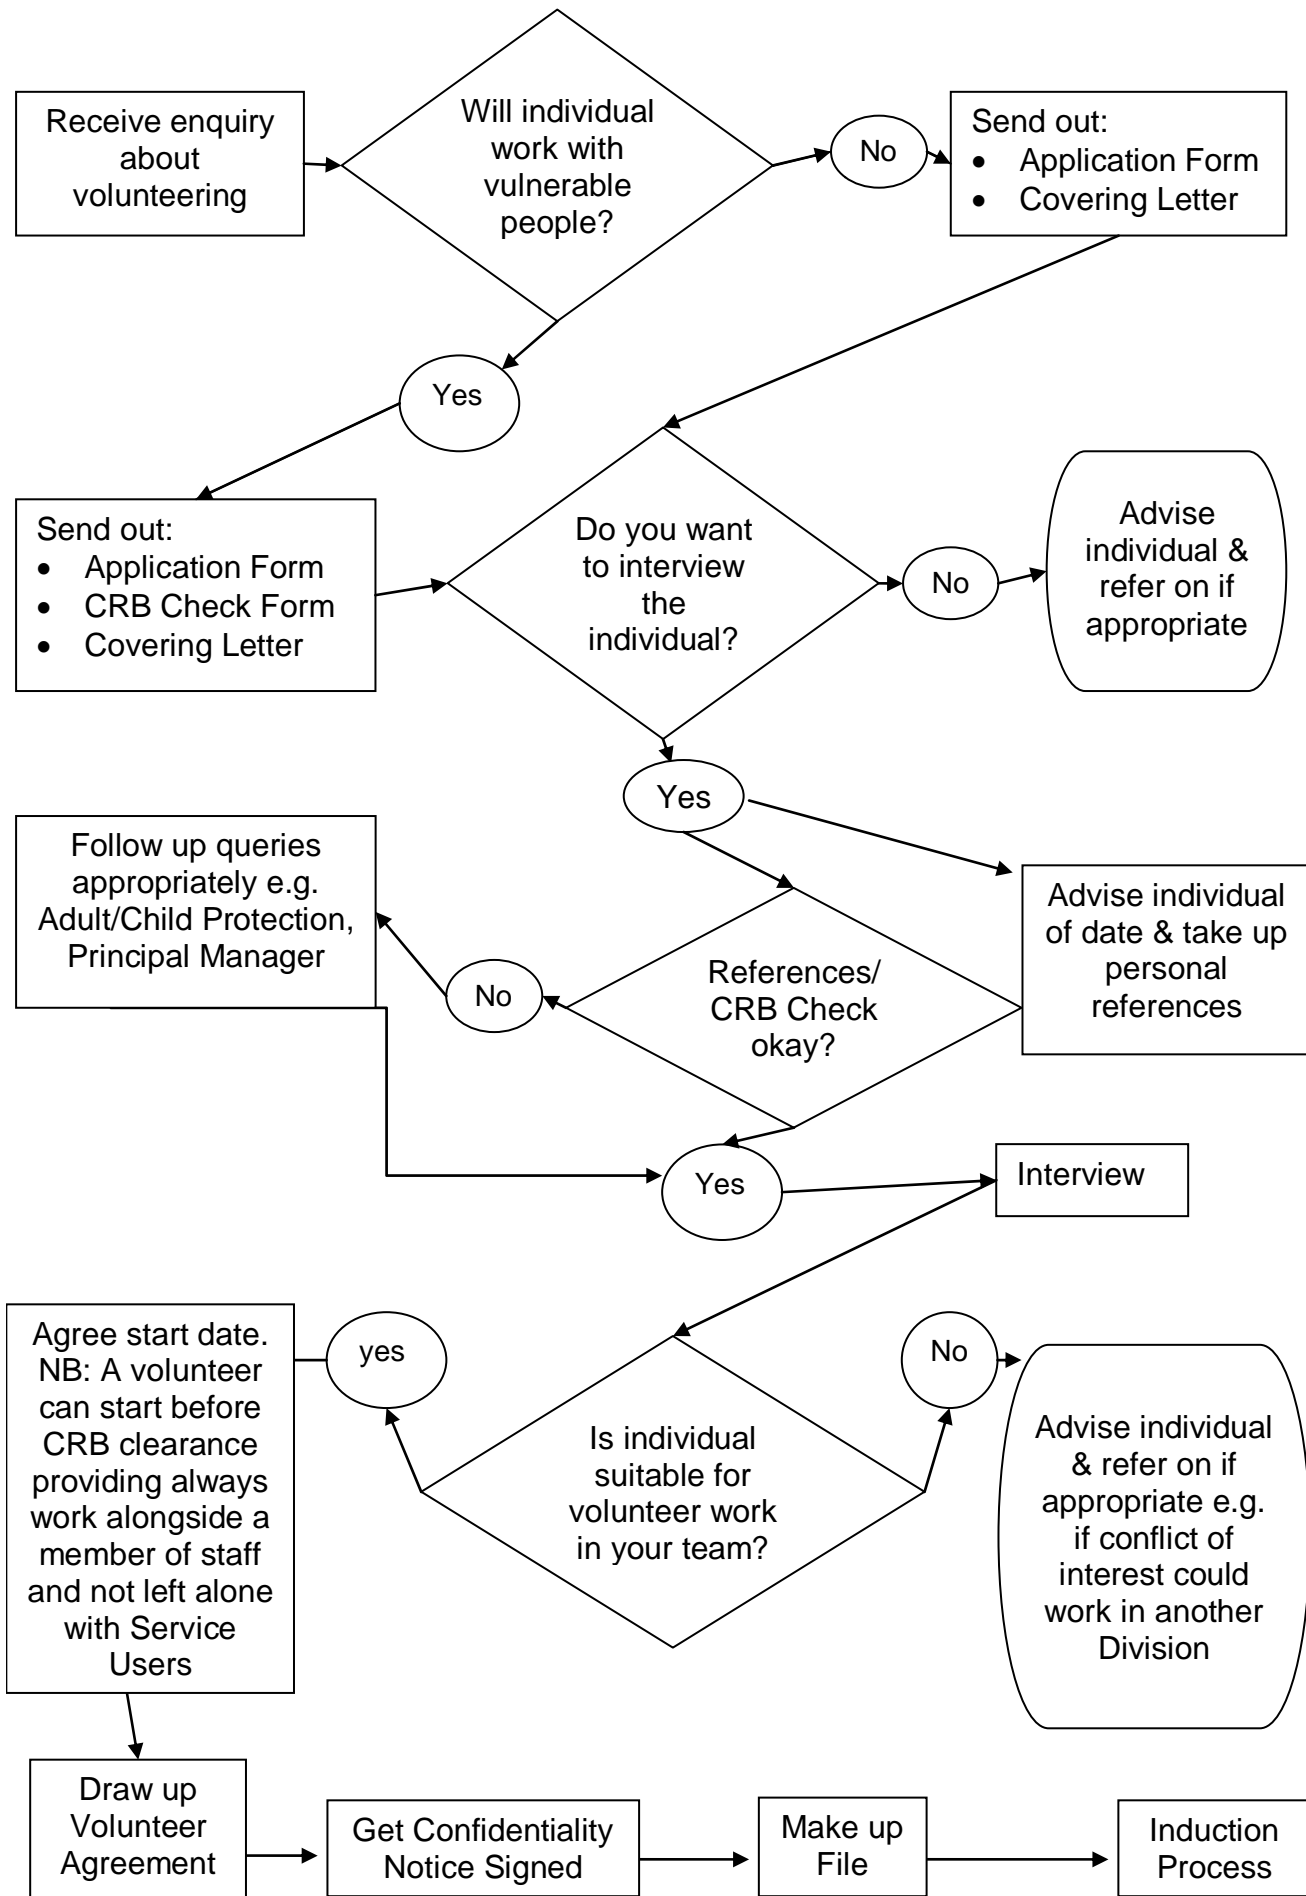 Receive enquiry
about
volunteering
Will individual
work with
vulnerable
people?
No
Send out:
• Application Form
• Covering Letter
Yes
Send out:
• Application Form
• CRB Check Form
• Covering Letter
Do you want
to interview
the
individual?
No
Advise
individual &
refer on if
appropriate
Yes
Follow up queries
appropriately e.g.
Adult/Child Protection,
Principal Manager
No
References/
CRB Check
okay?
Advise individual
of date & take up
personal
references
Yes
Interview
Agree start date.
NB: A volunteer
can start before
CRB clearance
providing always
work alongside a
member of staff
and not left alone
with Service
Users
yes
Is individual
suitable for
volunteer work
in your team?
No
Advise individual
& refer on if
appropriate e.g.
if conflict of
interest could
work in another
Division
Draw up
Volunteer
Agreement
Get Confidentiality
Notice Signed
Make up
File
Induction
Process